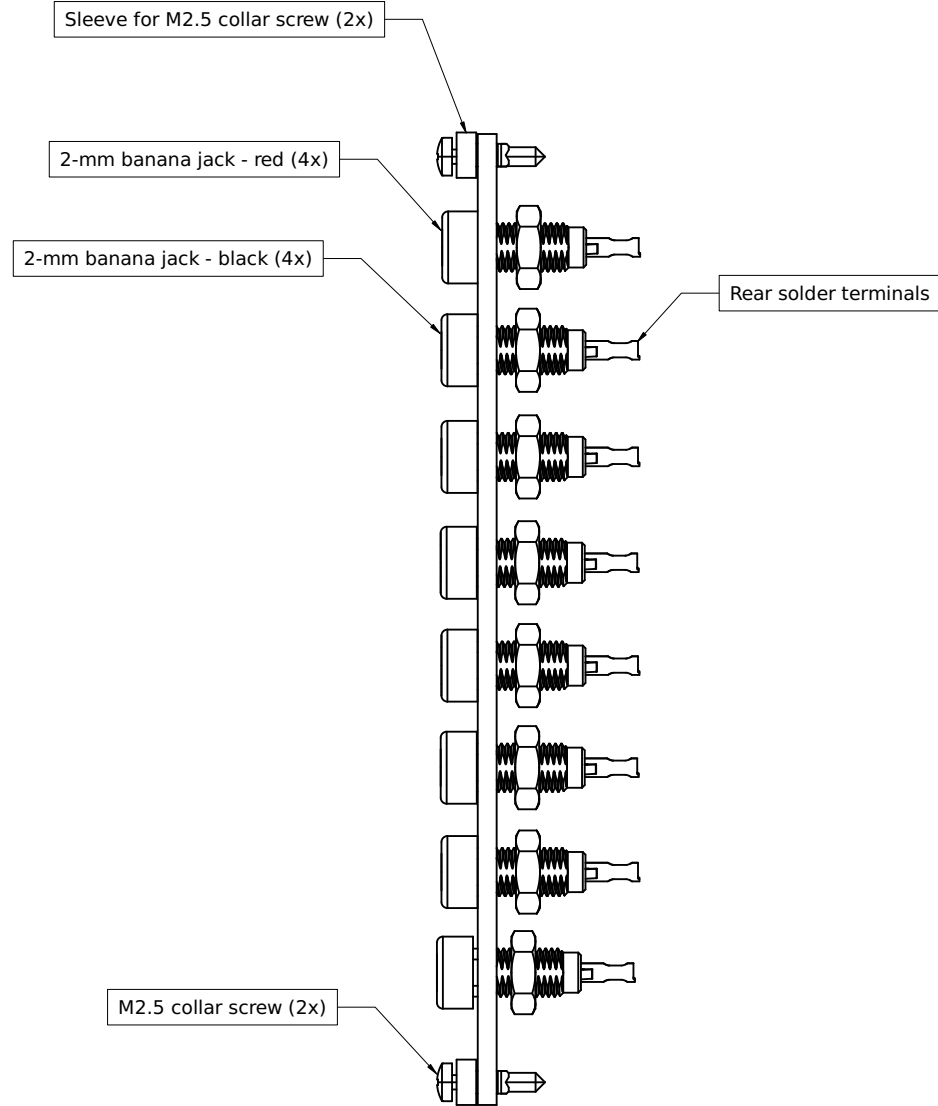 Sleeve for M2.5 collar screw (2x)
2-mm banana jack - red (4x)
2-mm banana jack - black (4x)
Rear solder terminals
M2.5 collar screw (2x)